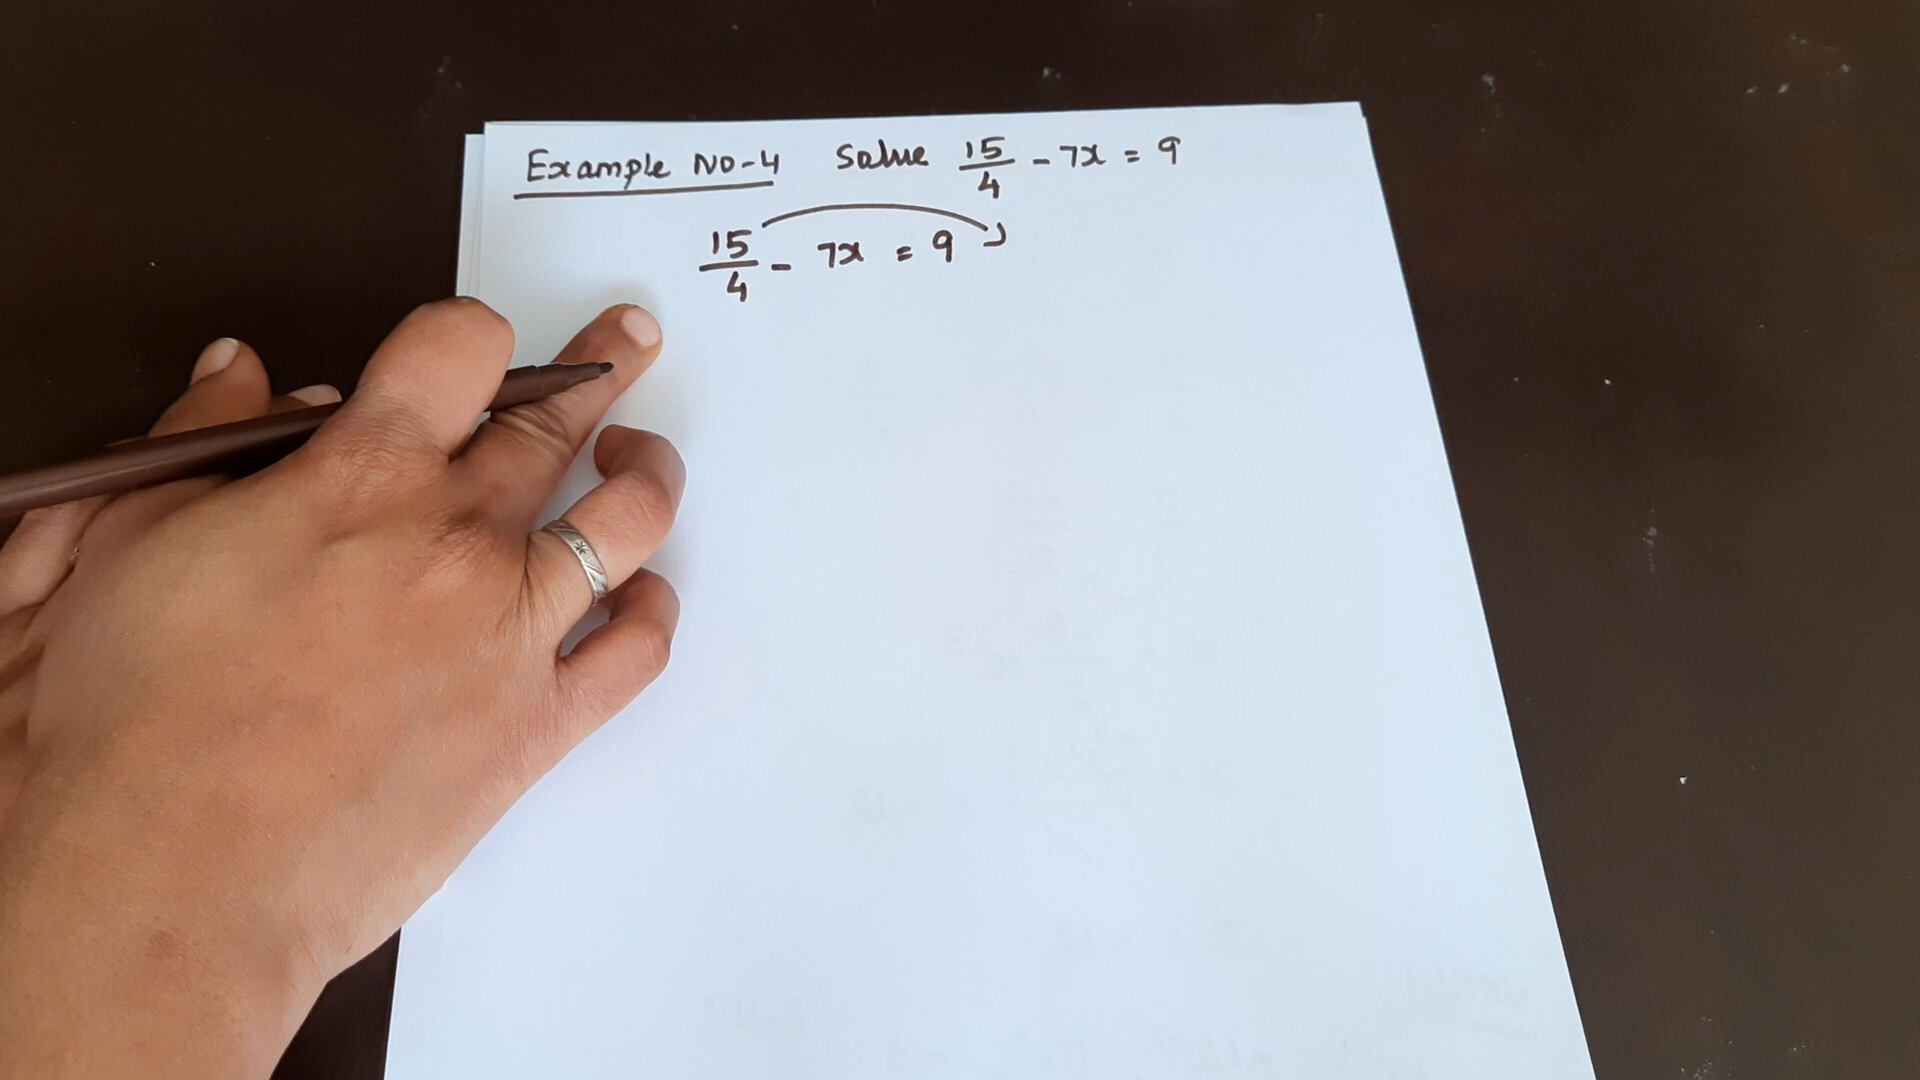 Example NO-4 Solve 15/4 - 7x = 9
15/4 - 7x = 9